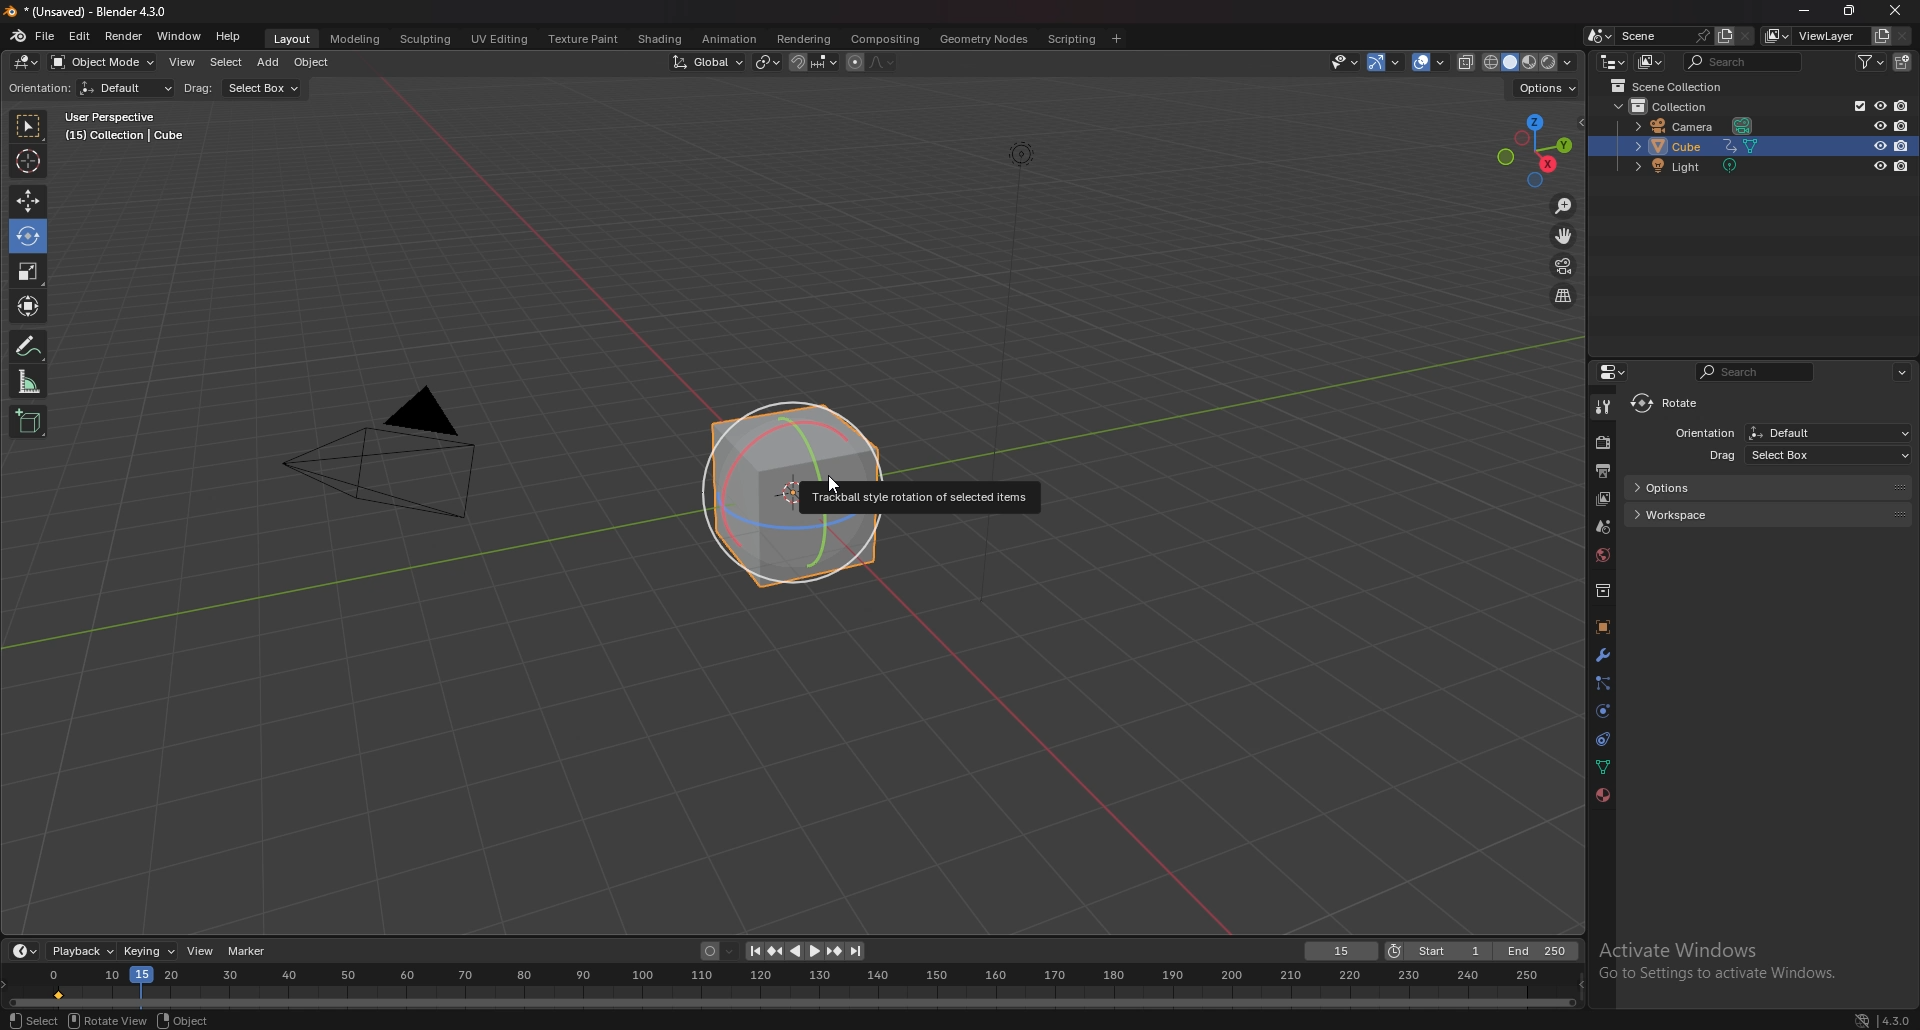 * (Unsaved) - Blender 4.3.0
File Edit Render Window Help Layout Modeling Sculpting UV Editing Texture Paint Shading Animation Rendering Compositing Geometry Nodes Scripting + Scene ViewLayer
Object Mode View Select Add Object Global Search
Orientation: Default Drag: Select Box Options
User Perspective
(15) Collection | Cube
Z
Y
X
Scene Collection
Collection
Camera
Cube
Light
Trackball style rotation of selected items
Search
Rotate
Orientation Default
Drag Select Box
Options
Workspace
Playback Keying View Marker 15 Start 1 End 250
0 10 15 20 30 40 50 60 70 80 90 100 110 120 130 140 150 160 170 180 190 200 210 220 230 240 250
Activate Windows
Go to Settings to activate Windows.
Select Rotate View Object 4.3.0